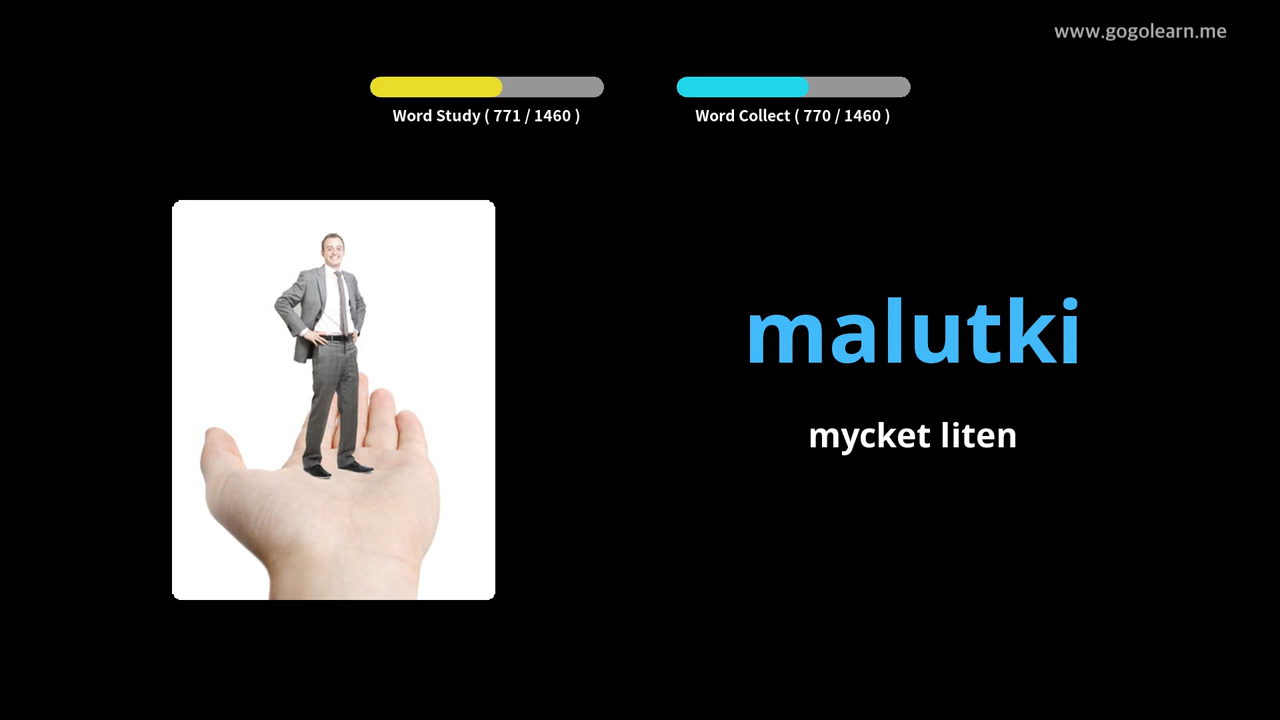 www.gogolearn.me
Word Study ( 771 / 1460 )
Word Collect ( 770 / 1460 )
malutki
mycket liten